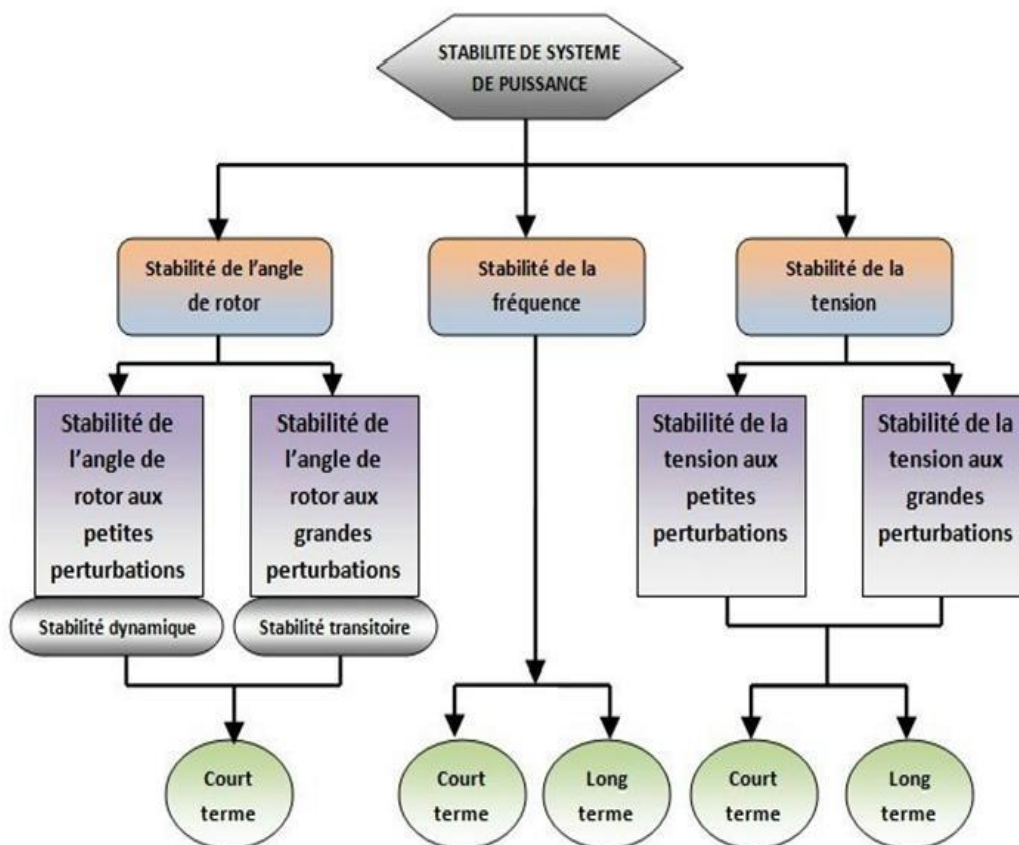 STABILITE DE SYSTEME
DE PUISSANCE
Stabilité de l'angle
de rotor
Stabilité de la
fréquence
Stabilité de la
tension
Stabilité de
l'angle de
rotor aux
petites
perturbations
Stabilité de
l'angle de
rotor aux
grandes
perturbations
Stabilité de la
tension aux
petites
perturbations
Stabilité de la
tension aux
grandes
perturbations
Stabilité dynamique
Stabilité transitoire
Court
terme
Court
terme
Long
terme
Court
terme
Long
terme